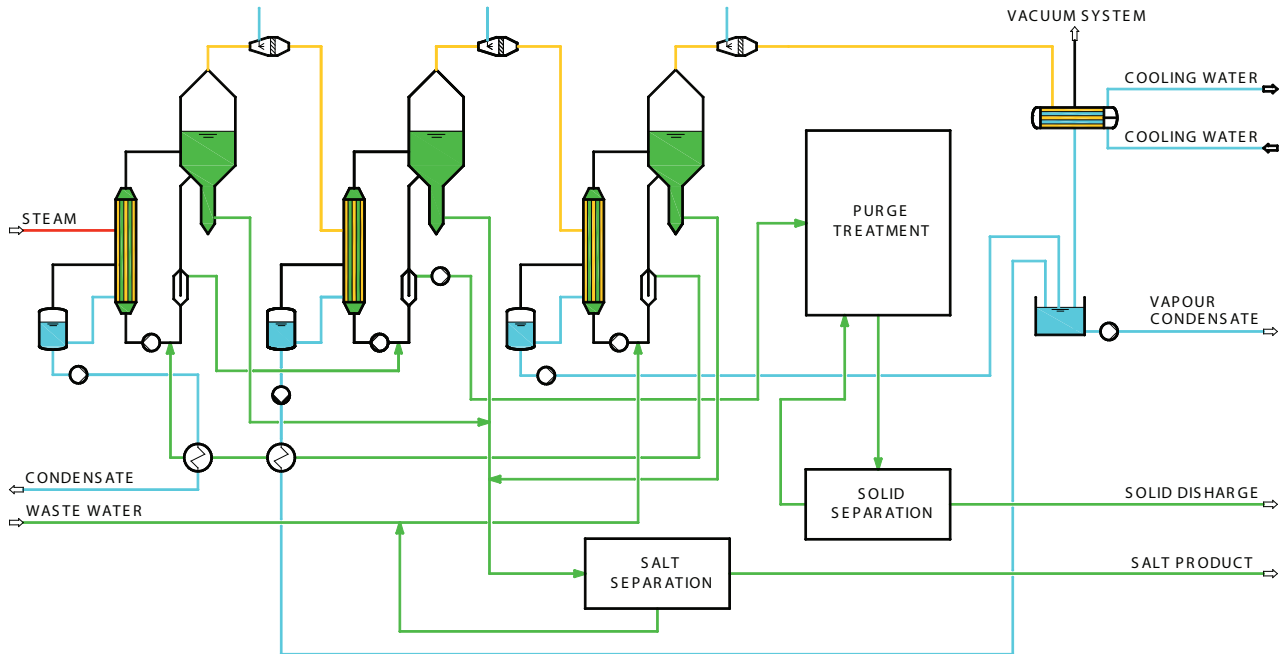 VACUUM SYSTEM
COOLING WATER
COOLING WATER
STEAM
PURGE
TREATMENT
VAPOUR
CONDENSATE
CONDENSATE
WASTE WATER
SOLID
SEPARATION
SOLID DISHARGE
SALT
SEPARATION
SALT PRODUCT